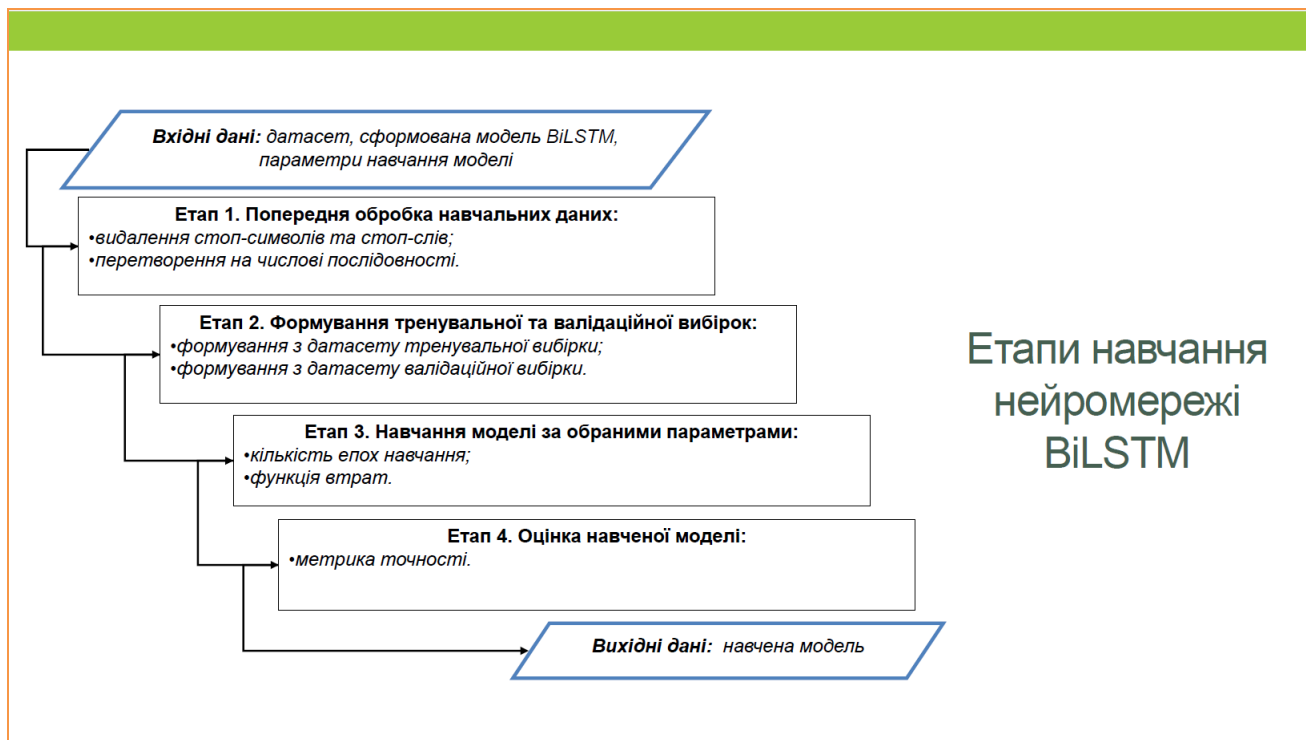 Вхідні дані: датасет, сформована модель BiLSTM,
параметри навчання моделі
Етап 1. Попередня обробка навчальних даних:
•видалення стоп-символів та стоп-слів;
•перетворення на числові послідовності.
Етап 2. Формування тренувальної та валідаційної вибірок:
•формування з датасету тренувальної вибірки;
•формування з датасету валідаційної вибірки.
Етап 3. Навчання моделі за обраними параметрами:
•кількість епох навчання;
•функція втрат.
Етап 4. Оцінка навченої моделі:
•метрика точності.
Вихідні дані: навчена модель
Етапи навчання
нейромережі
BiLSTM